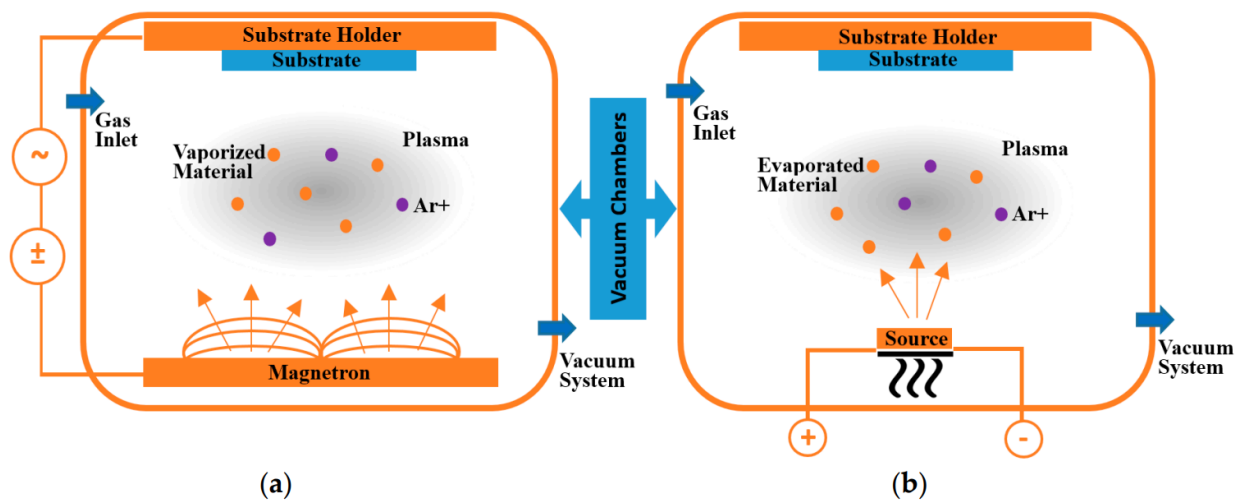 Substrate Holder
Substrate
Gas
Inlet
Vaporized
Material
Plasma
Ar+
~
±
Magnetron
Vacuum
System
(a)
Vacuum Chambers
Substrate Holder
Substrate
Gas
Inlet
Evaporated
Material
Plasma
Ar+
Source
Vacuum
System
+
-
(b)